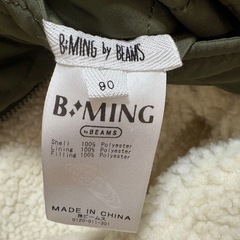 B·MING by BEAMS
90
B·MING
by BEAMS
Shell 100% Polyester
Lining 100% Polyester
Filling 100% Polyester
MADE IN CHINA